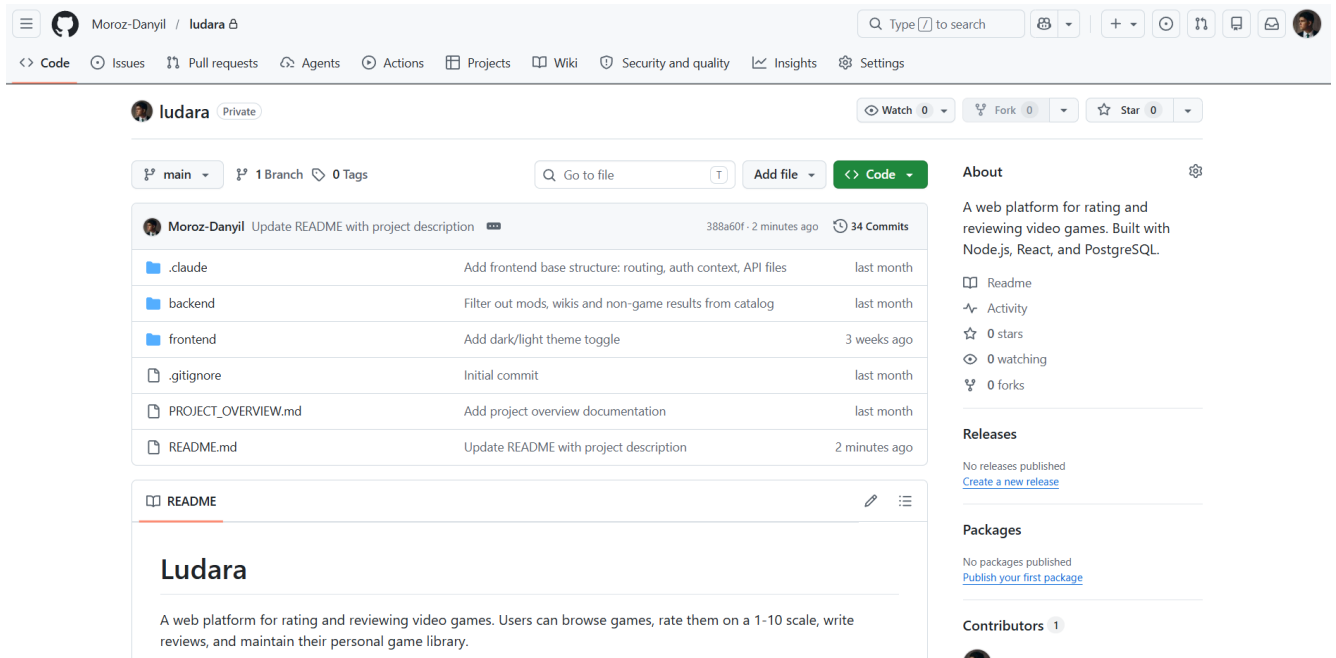 Moroz-Danyil / ludara
Type / to search
Code Issues Pull requests Agents Actions Projects Wiki Security and quality Insights Settings
ludara Private
Watch 0 Fork 0 Star 0
main 1 Branch 0 Tags Go to file T Add file Code
Moroz-Danyil Update README with project description 388a60f · 2 minutes ago 34 Commits
.claude Add frontend base structure: routing, auth context, API files last month
backend Filter out mods, wikis and non-game results from catalog last month
frontend Add dark/light theme toggle 3 weeks ago
.gitignore Initial commit last month
PROJECT_OVERVIEW.md Add project overview documentation last month
README.md Update README with project description 2 minutes ago
README
Ludara
A web platform for rating and reviewing video games. Users can browse games, rate them on a 1-10 scale, write
reviews, and maintain their personal game library.
About
A web platform for rating and
reviewing video games. Built with
Node.js, React, and PostgreSQL.
Readme
Activity
0 stars
0 watching
0 forks
Releases
No releases published
Create a new release
Packages
No packages published
Publish your first package
Contributors 1